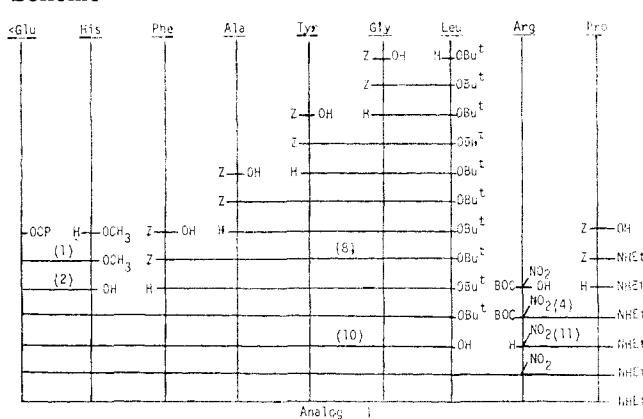 <Glu His Phe Ala Tyr Gly Leu Arg Pro
Z OH H OBuᵗ
Z OBuᵗ
Z OH H OBuᵗ
Z OBuᵗ
Z OH H OBuᵗ
Z OBuᵗ
OCP H OCH₃ Z OH H OBuᵗ Z OH
(1) OCH₃ Z (8) OBuᵗ NO₂ Z NHEt
(2) OH H OBuᵗ BOC OH H NHEt
OBuᵗ BOC NO₂(4) NHEt
(10) OH H NO₂(11) NHEt
NO₂ NHEt
NHEt
Analog 1